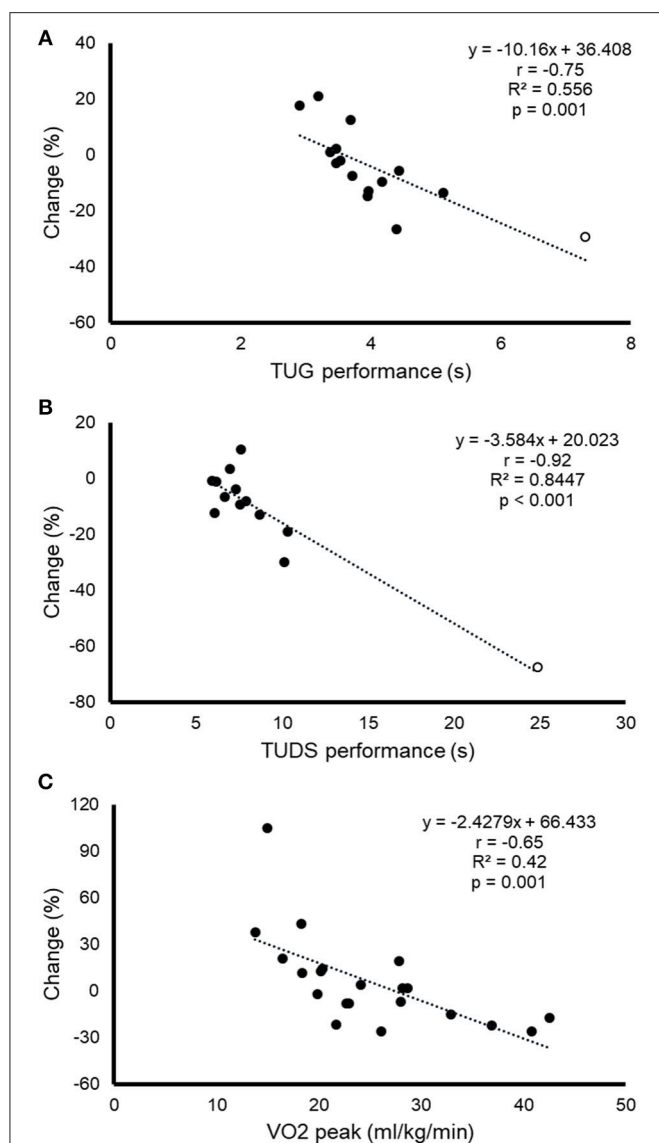 A
y = -10.16x + 36.408
r = -0.75
R² = 0.556
p = 0.001
Change (%)
40
20
0
-20
-40
-60
0 2 4 6 8
TUG performance (s)
B
y = -3.584x + 20.023
r = -0.92
R² = 0.8447
p < 0.001
Change (%)
20
0
-20
-40
-60
-80
0 5 10 15 20 25 30
TUDS performance (s)
C
y = -2.4279x + 66.433
r = -0.65
R² = 0.42
p = 0.001
Change (%)
120
90
60
30
0
-30
-60
0 10 20 30 40 50
VO2 peak (ml/kg/min)